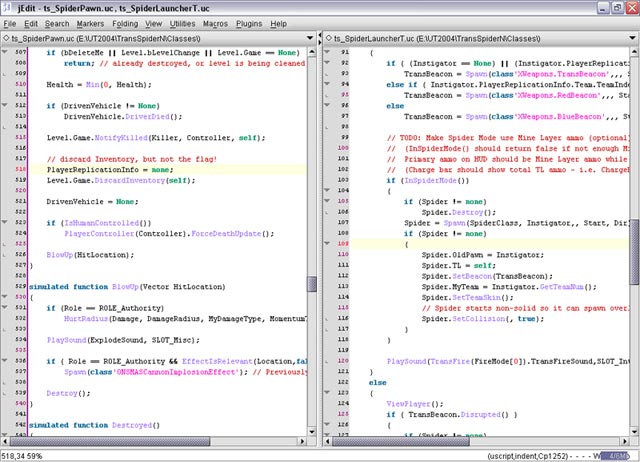 jEdit - ts_SpiderPawn.uc, ts_SpiderLauncherT.uc
File Edit Search Markers Folding View Utilities Macros Plugins Help
ts_SpiderPawn.uc (E:\UT2004\TransSpiderN\Classes\)
507 if (bDeleteMe || Level.bLevelChange || Level.Game == None)
508 return; // already destroyed, or level is being cleaned
509
510 Health = Min(0, Health);
511
512 if (DrivenVehicle != None)
513 DrivenVehicle.DriverDied();
514
515 Level.Game.NotifyKilled(Killer, Controller, self);
516
517 // discard Inventory, but not the flag!
518 PlayerReplicationInfo = none;
519 Level.Game.DiscardInventory(self);
520
521 DrivenVehicle = None;
522
523 if (IsHumanControlled())
524 PlayerController(Controller).ForceDeathUpdate();
525
526 BlowUp(HitLocation);
527 }
528
529 simulated function BlowUp(Vector HitLocation)
530 {
531 if (Role == ROLE_Authority)
532 HurtRadius(Damage, DamageRadius, MyDamageType, Momentum
533
534 PlaySound(ExplodeSound, SLOT_Misc);
535
536 if ( Role == ROLE_Authority && EffectIsRelevant(Location,fal
537 Spawn(class'ONSMASCannonImplosionEffect'); // Previously
538
539 Destroy();
540 }
541
542 simulated function Destroyed()
543 {
ts_SpiderLauncherT.uc (E:\UT2004\TransSpiderN\Classes\)
91 {
92 if ( (Instigator == None) || (Instigator.PlayerReplicatio
93 TransBeacon = Spawn(class'XWeapons.TransBeacon',,, St
94 else if ( Instigator.PlayerReplicationInfo.Team.TeamInde
95 TransBeacon = Spawn(class'XWeapons.RedBeacon',,, Star
96 else
97 TransBeacon = Spawn(class'XWeapons.BlueBeacon',,, Sta
98
99 // TODO: Make Spider Mode use Mine Layer ammo (optional)
100 // (InSpiderMode() should return false if not enough Mi
101 // Primary ammo on HUD should be Mine Layer ammo while
102 // (Charge bar should show total TL ammo - i.e. ChargeB
103 if (InSpiderMode())
104 {
105 if (Spider != none)
106 Spider.Destroy();
107 Spider = Spawn(SpiderClass, Instigator,, Start, Dir)
108 if (Spider != none)
109 {
110 Spider.OldPawn = Instigator;
111 Spider.TL = self;
112 Spider.SetBeacon(TransBeacon);
113 Spider.MyTeam = Instigator.GetTeamNum();
114 Spider.SetTeamSkin();
115 // Spider starts non-solid so it can spawn overl
116 Spider.SetCollision(, true);
117 }
118 }
119
120 PlaySound(TransFire(FireMode[0]).TransFireSound,SLOT_Int
121 }
122 else
123 {
124 ViewPlayer();
125 if ( TransBeacon.Disrupted() )
126 {
127 if (Spider != None)
518,34 59%
(uscript,indent,Cp1252) - - - - W 4/6Mb